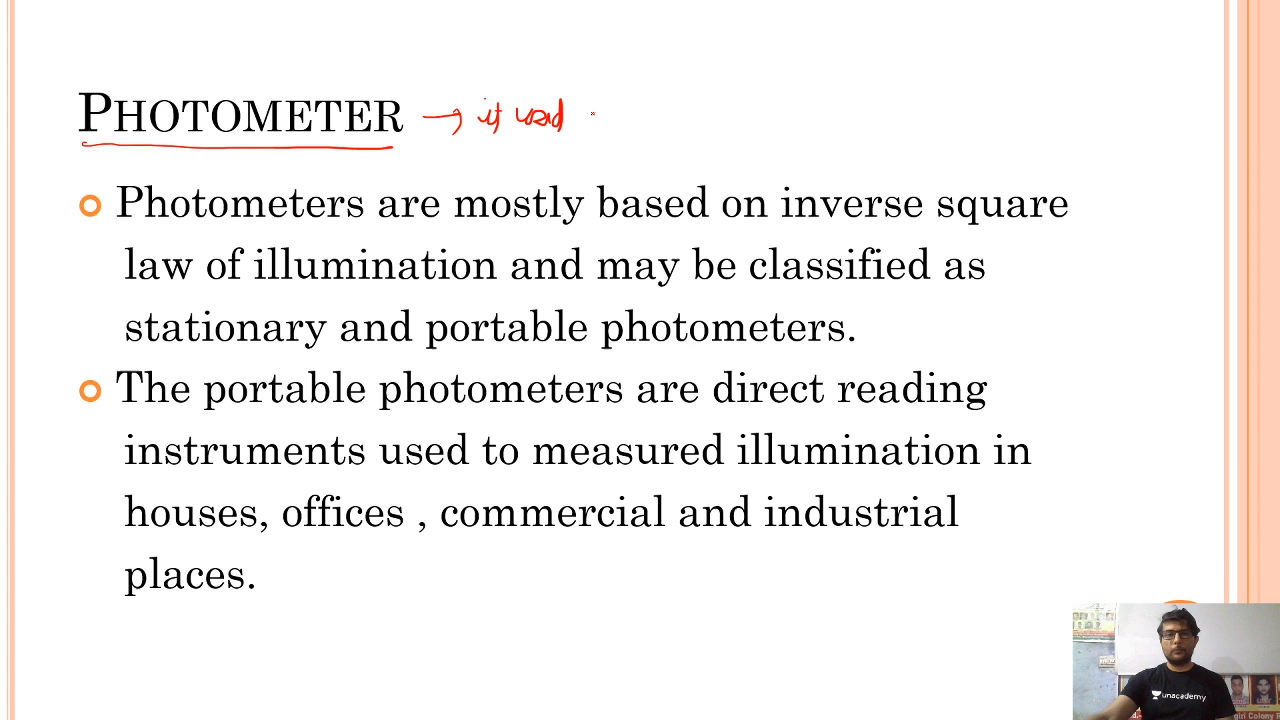 PHOTOMETER → it used
Photometers are mostly based on inverse square
law of illumination and may be classified as
stationary and portable photometers.
The portable photometers are direct reading
instruments used to measured illumination in
houses, offices , commercial and industrial
places.
unacademy
giri Colony